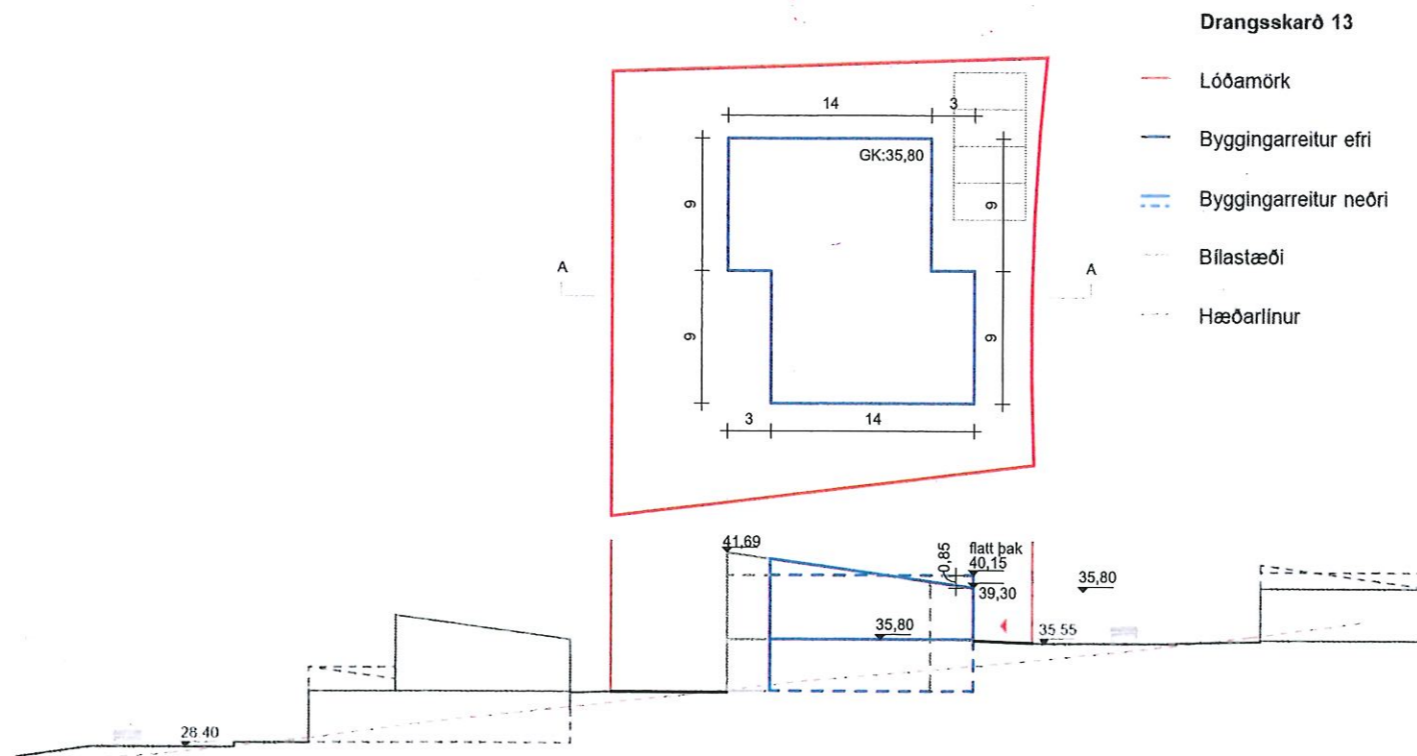 Drangsskarð 13
Lóðamörk
Byggingarreitur efri
Byggingarreitur neðri
Bílastæði
Hæðarlínur
14 3
GK:35,80
9 9
A A
9 9
3 14
41,69
0,85
flatt þak
40,15
39,30
35,80
35,80
35 55
28 40